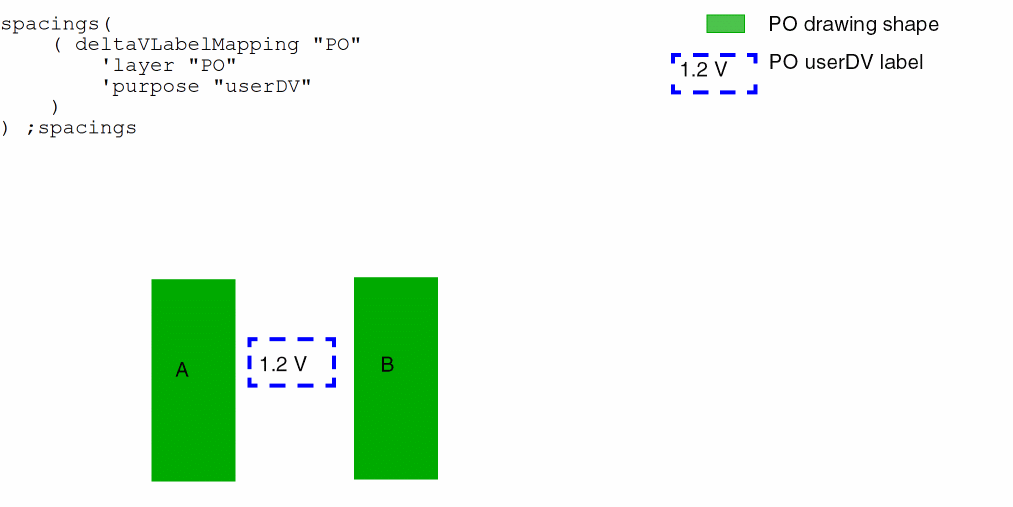 spacings(
( deltaVLabelMapping "PO"
'layer "PO"
'purpose "userDV"
)
) ;spacings
PO drawing shape
1.2 V
PO userDV label
A
1.2 V
B